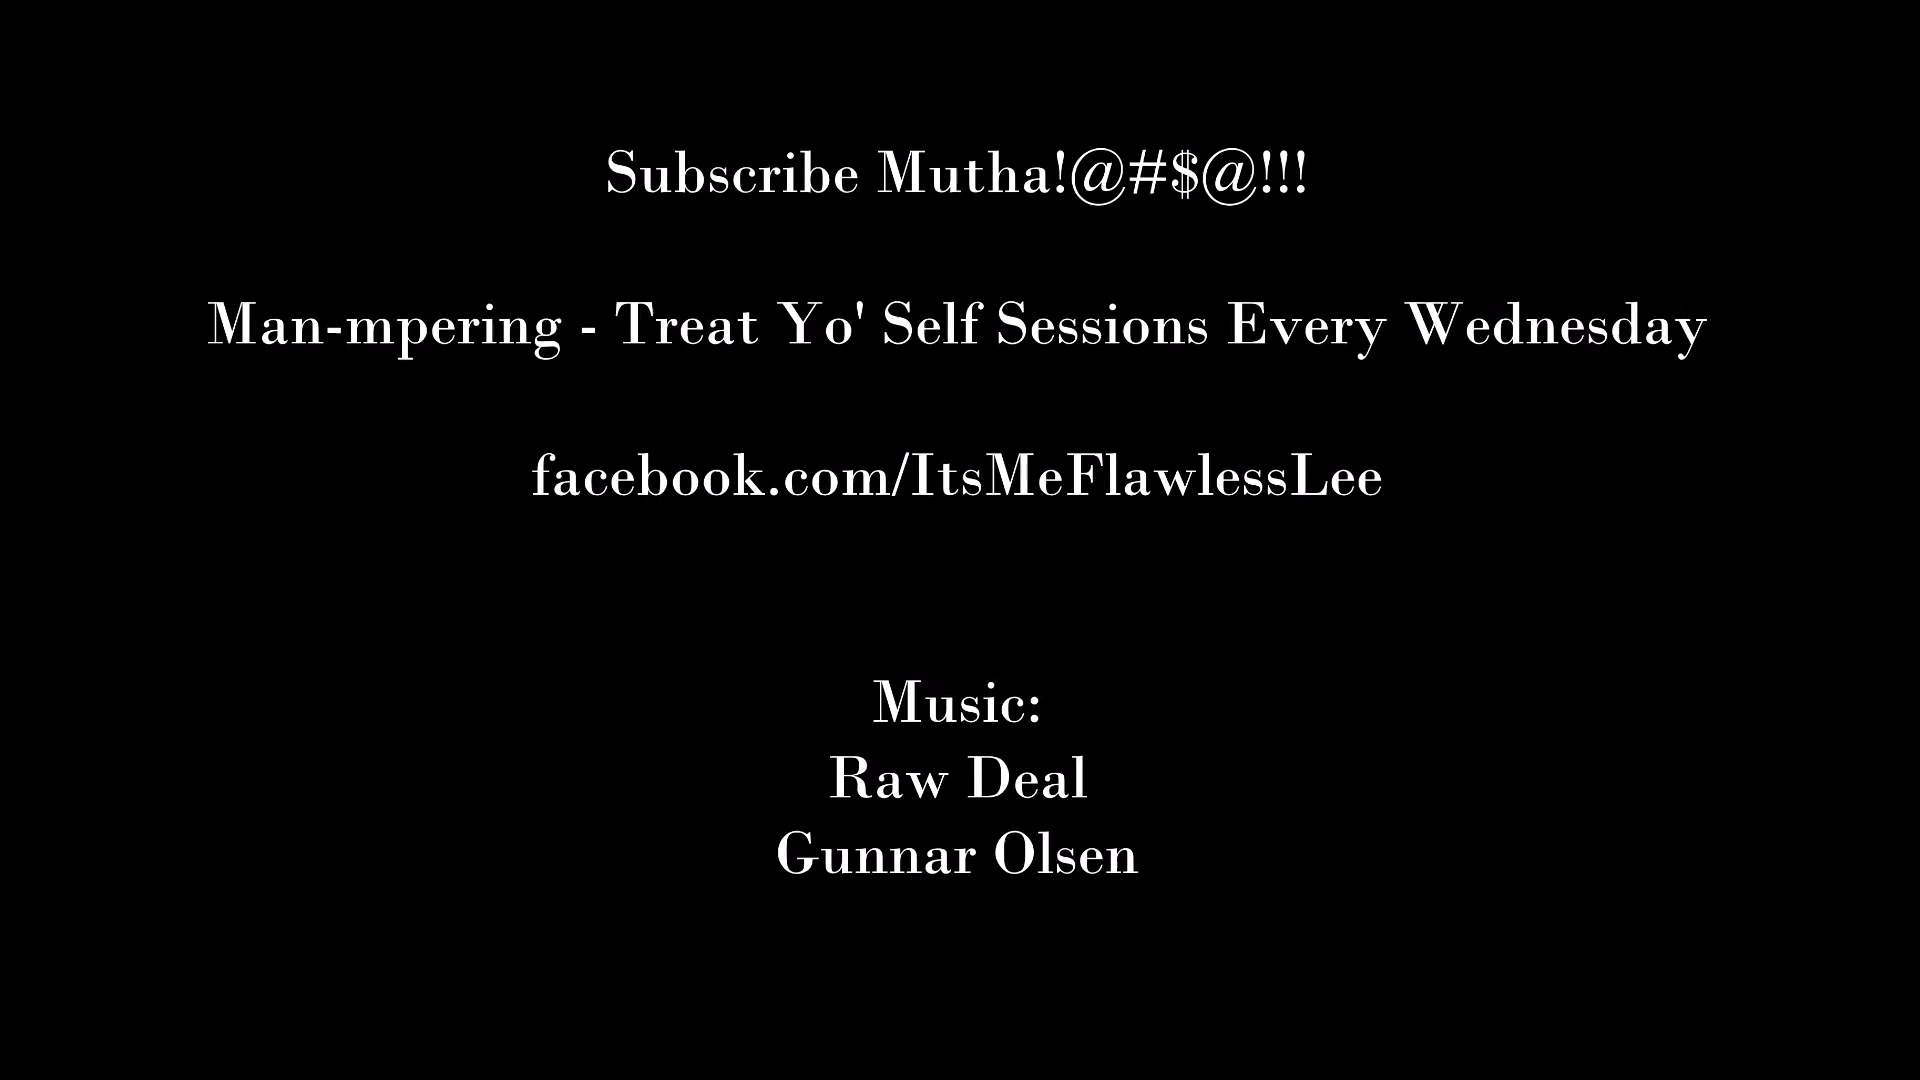 Subscribe Mutha!@#$@!!!
Man-mpering - Treat Yo' Self Sessions Every Wednesday
facebook.com/ItsMeFlawlessLee
Music:
Raw Deal
Gunnar Olsen